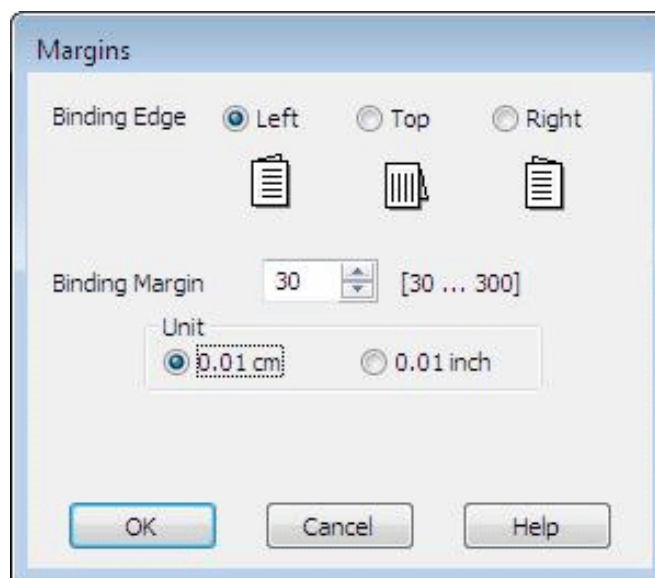 Margins
Binding Edge Left Top Right
Binding Margin 30 [30 ... 300]
Unit
0.01 cm 0.01 inch
OK Cancel Help